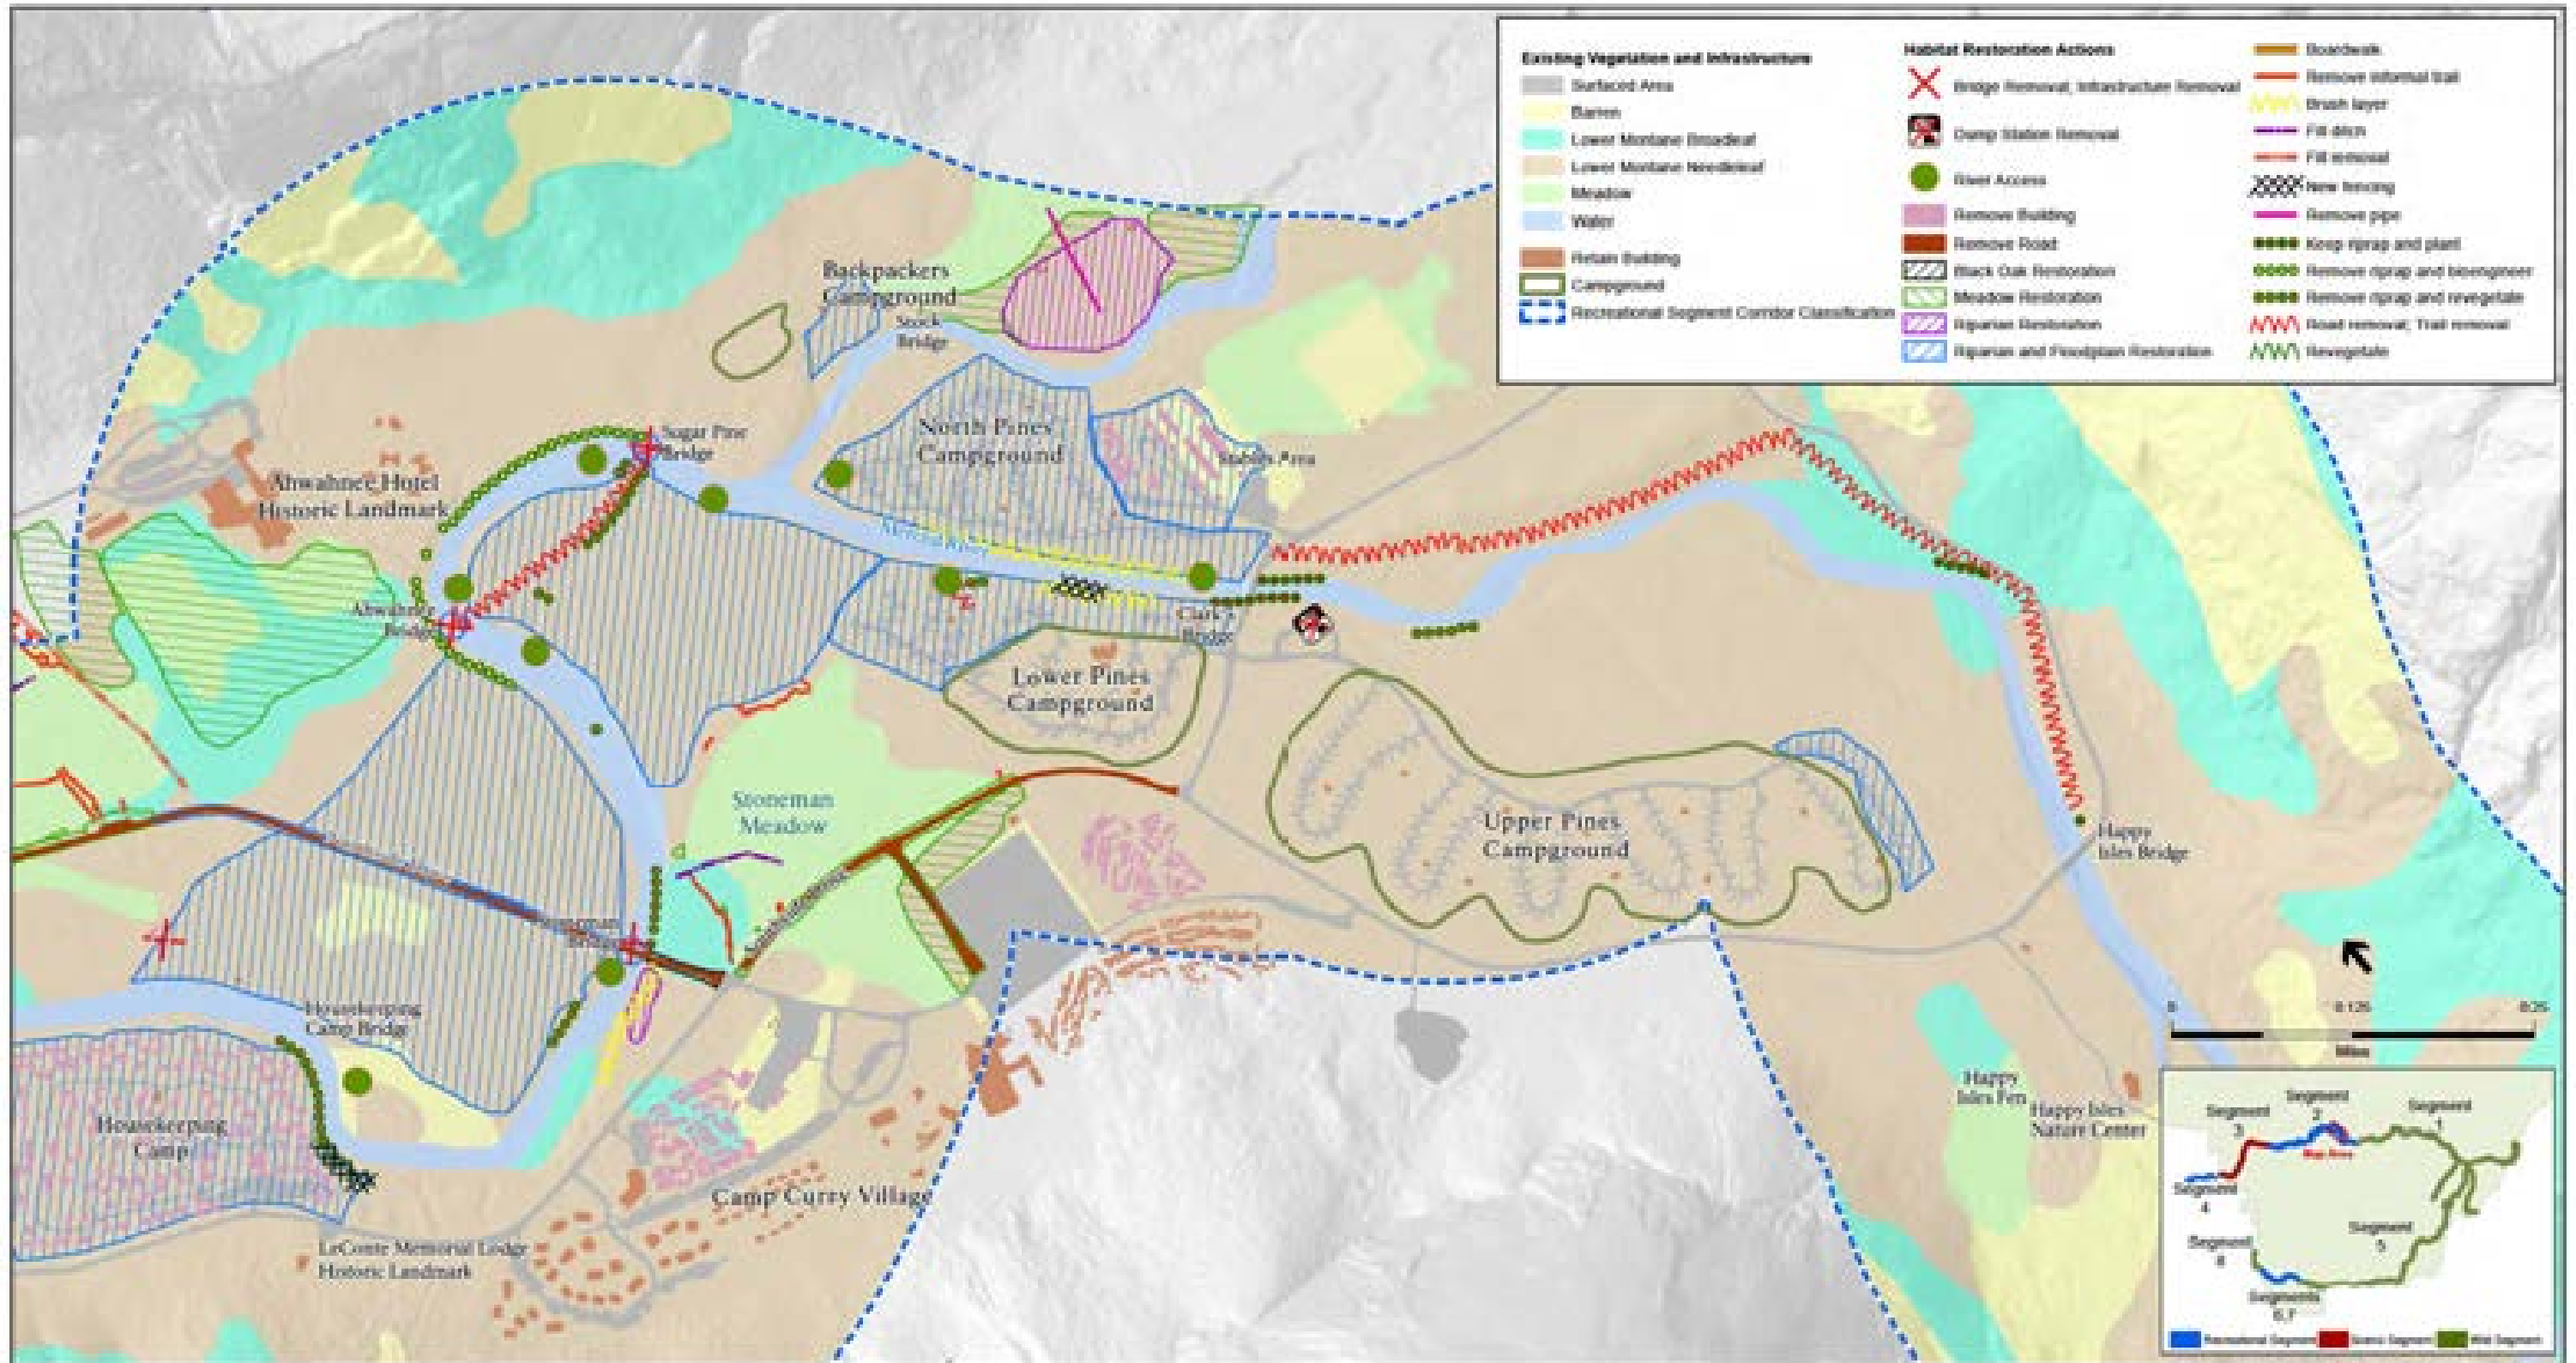 Existing Vegetation and Infrastructure
Surfaced Area
Barren
Lower Montane Broadleaf
Lower Montane Needleleaf
Meadow
Water
Retain Building
Campground
Recreational Segment Corridor Classification
Habitat Restoration Actions
Bridge Removal, Infrastructure Removal
Dump Station Removal
River Access
Remove Building
Remove Road
Black Oak Restoration
Meadow Restoration
Riparian Restoration
Riparian and Floodplain Restoration
Boardwalk
Remove informal trail
Brush layer
Fill ditch
Fill removal
New fencing
Remove pipe
Keep riprap and plant
Remove riprap and bioengineer
Remove riprap and revegetate
Road removal; Trail removal
Revegetate
Backpackers
Campground
Stock
Bridge
North Pines
Campground
Stables Area
Sugar Pine
Bridge
Ahwahnee Hotel
Historic Landmark
Ahwahnee
Bridge
Merced River
Clark's
Bridge
Lower Pines
Campground
Stoneman
Meadow
Upper Pines
Campground
Happy
Isles Bridge
Stoneman
Bridge
Housekeeping
Camp Bridge
Housekeeping
Camp
Camp Curry Village
LeConte Memorial Lodge
Historic Landmark
Happy
Isles Fen
Happy Isles
Nature Center
0 0.125 0.25
Miles
Segment
1
Segment
2
Segment
3
Map Area
Segment
4
Segment
5
Segment
8
Segments
6,7
Recreational Segment Scenic Segment Wild Segment